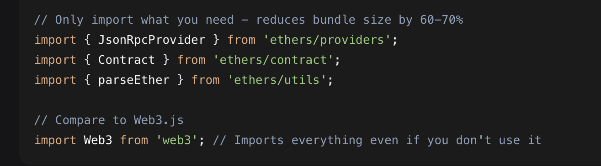 // Only import what you need – reduces bundle size by 60–70%
import { JsonRpcProvider } from 'ethers/providers';
import { Contract } from 'ethers/contract';
import { parseEther } from 'ethers/utils';
// Compare to Web3.js
import Web3 from 'web3'; // Imports everything even if you don't use it